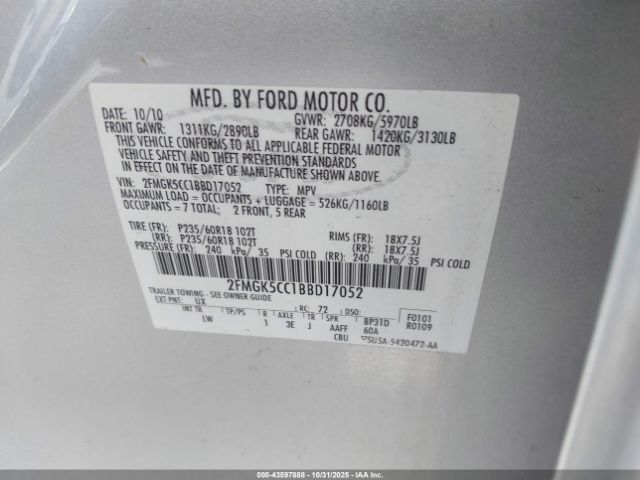 MFD. BY FORD MOTOR CO.
DATE: 10/10 GVWR: 2708KG/5970LB
FRONT GAWR: 1311KG/2890LB REAR GAWR: 1420KG/3130LB
THIS VEHICLE CONFORMS TO ALL APPLICABLE FEDERAL MOTOR
VEHICLE SAFETY AND THEFT PREVENTION STANDARDS
IN EFFECT ON THE DATE OF MANUFACTURE SHOWN ABOVE.
VIN: 2FMGK5CC1BBD17052 TYPE: MPV
MAXIMUM LOAD = OCCUPANTS + LUGGAGE = 526KG/1160LB
OCCUPANTS = 7 TOTAL; 2 FRONT, 5 REAR
TIRE (FR): P235/60R18 102T RIMS (FR): 18X7.5J
(RR): P235/60R18 102T (RR): 18X7.5J
PRESSURE (FR): 240 kPa/ 35 PSI COLD (RR): 240 kPa/ 35 PSI COLD
2FMGK5CC1BBD17052
TRAILER TOWING - SEE OWNER GUIDE
EXT PNT: UX RC: 72 DSO: F0101
INT TR TP/PS R AXLE TR SPR BP31D R0109
LW 1 3E J AAFF 60A
CBU 5U5A-5420472-AA
000-43597888 - 10/31/2025 - IAA Inc.